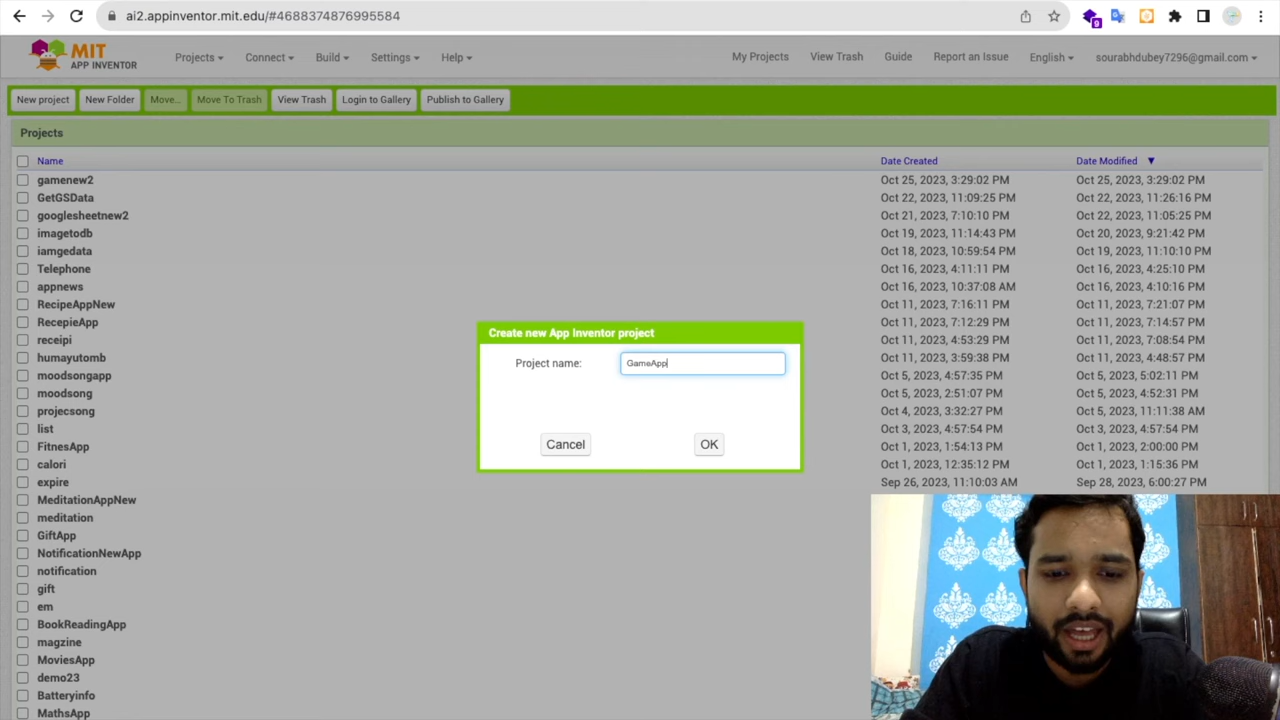 ai2.appinventor.mit.edu/#4688374876995584
9
MIT
APP INVENTOR
Projects Connect Build Settings Help My Projects View Trash Guide Report an Issue English sourabhdubey7296@gmail.com
New project New Folder Move... Move To Trash View Trash Login to Gallery Publish to Gallery
Projects
Name Date Created Date Modified
gamenew2 Oct 25, 2023, 3:29:02 PM Oct 25, 2023, 3:29:02 PM
GetGSData Oct 22, 2023, 11:09:25 PM Oct 22, 2023, 11:26:16 PM
googlesheetnew2 Oct 21, 2023, 7:10:10 PM Oct 22, 2023, 11:05:25 PM
imagetodb Oct 19, 2023, 11:14:43 PM Oct 20, 2023, 9:21:42 PM
iamgedata Oct 18, 2023, 10:59:54 PM Oct 19, 2023, 11:10:10 PM
Telephone Oct 16, 2023, 4:11:11 PM Oct 16, 2023, 4:25:10 PM
appnews Oct 16, 2023, 10:37:08 AM Oct 16, 2023, 4:10:16 PM
RecipeAppNew Oct 11, 2023, 7:16:11 PM Oct 11, 2023, 7:21:07 PM
RecepieApp Oct 11, 2023, 7:12:29 PM Oct 11, 2023, 7:14:57 PM
receipi Oct 11, 2023, 4:53:29 PM Oct 11, 2023, 7:08:54 PM
humayutomb Oct 11, 2023, 3:59:38 PM Oct 11, 2023, 4:48:57 PM
moodsongapp Oct 5, 2023, 4:57:35 PM Oct 5, 2023, 5:02:11 PM
moodsong Oct 5, 2023, 2:51:07 PM Oct 5, 2023, 4:52:31 PM
projecsong Oct 4, 2023, 3:32:27 PM Oct 5, 2023, 11:11:38 AM
list Oct 3, 2023, 4:57:54 PM Oct 3, 2023, 4:57:54 PM
FitnesApp Oct 1, 2023, 1:54:13 PM Oct 1, 2023, 2:00:00 PM
calori Oct 1, 2023, 12:35:12 PM Oct 1, 2023, 1:15:36 PM
expire Sep 26, 2023, 11:10:03 AM Sep 28, 2023, 6:00:27 PM
MeditationAppNew
meditation
GiftApp
NotificationNewApp
notification
gift
em
BookReadingApp
magzine
MoviesApp
demo23
Batteryinfo
MathsApp
Create new App Inventor project
Project name: GameApp
Cancel OK